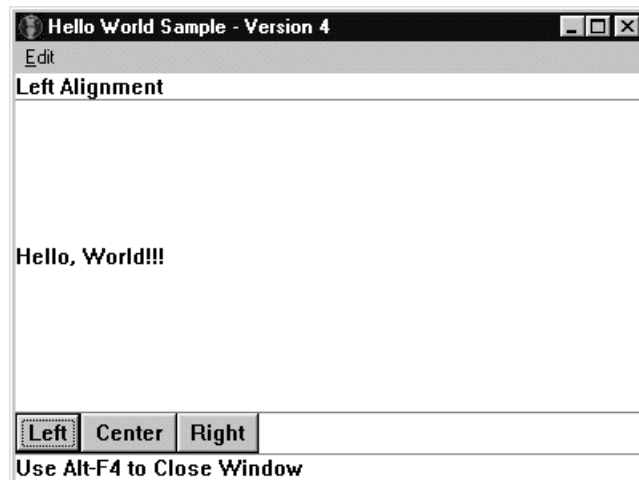 Hello World Sample - Version 4
Edit
Left Alignment
Hello, World!!!
Left Center Right
Use Alt-F4 to Close Window